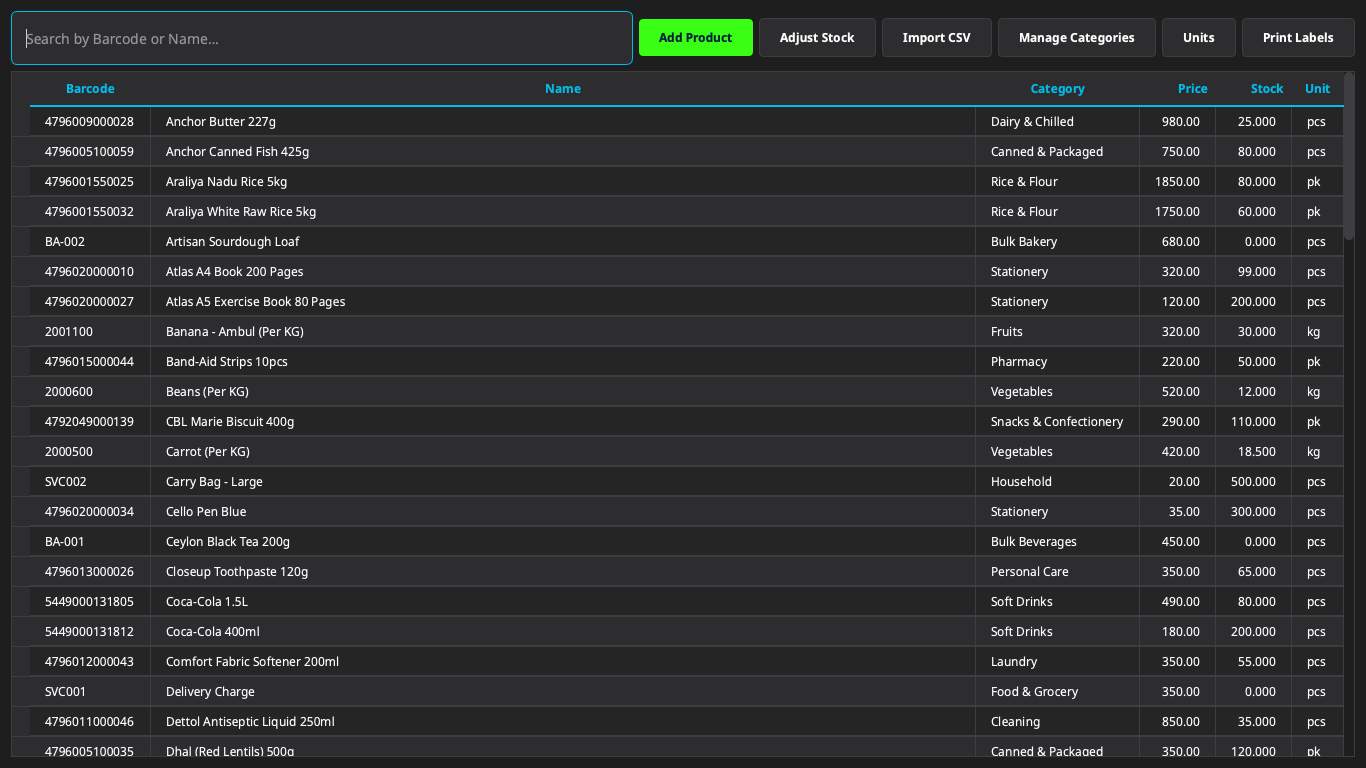 Search by Barcode or Name... Add Product Adjust Stock Import CSV Manage Categories Units Print Labels
Barcode Name Category Price Stock Unit
4796009000028 Anchor Butter 227g Dairy & Chilled 980.00 25.000 pcs
4796005100059 Anchor Canned Fish 425g Canned & Packaged 750.00 80.000 pcs
4796001550025 Araliya Nadu Rice 5kg Rice & Flour 1850.00 80.000 pk
4796001550032 Araliya White Raw Rice 5kg Rice & Flour 1750.00 60.000 pk
BA-002 Artisan Sourdough Loaf Bulk Bakery 680.00 0.000 pcs
4796020000010 Atlas A4 Book 200 Pages Stationery 320.00 99.000 pcs
4796020000027 Atlas A5 Exercise Book 80 Pages Stationery 120.00 200.000 pcs
2001100 Banana - Ambul (Per KG) Fruits 320.00 30.000 kg
4796015000044 Band-Aid Strips 10pcs Pharmacy 220.00 50.000 pk
2000600 Beans (Per KG) Vegetables 520.00 12.000 kg
4792049000139 CBL Marie Biscuit 400g Snacks & Confectionery 290.00 110.000 pk
2000500 Carrot (Per KG) Vegetables 420.00 18.500 kg
SVC002 Carry Bag - Large Household 20.00 500.000 pcs
4796020000034 Cello Pen Blue Stationery 35.00 300.000 pcs
BA-001 Ceylon Black Tea 200g Bulk Beverages 450.00 0.000 pcs
4796013000026 Closeup Toothpaste 120g Personal Care 350.00 65.000 pcs
5449000131805 Coca-Cola 1.5L Soft Drinks 490.00 80.000 pcs
5449000131812 Coca-Cola 400ml Soft Drinks 180.00 200.000 pcs
4796012000043 Comfort Fabric Softener 200ml Laundry 350.00 55.000 pcs
SVC001 Delivery Charge Food & Grocery 350.00 0.000 pcs
4796011000046 Dettol Antiseptic Liquid 250ml Cleaning 850.00 35.000 pcs
4796005100035 Dhal (Red Lentils) 500g Canned & Packaged 350.00 120.000 pk